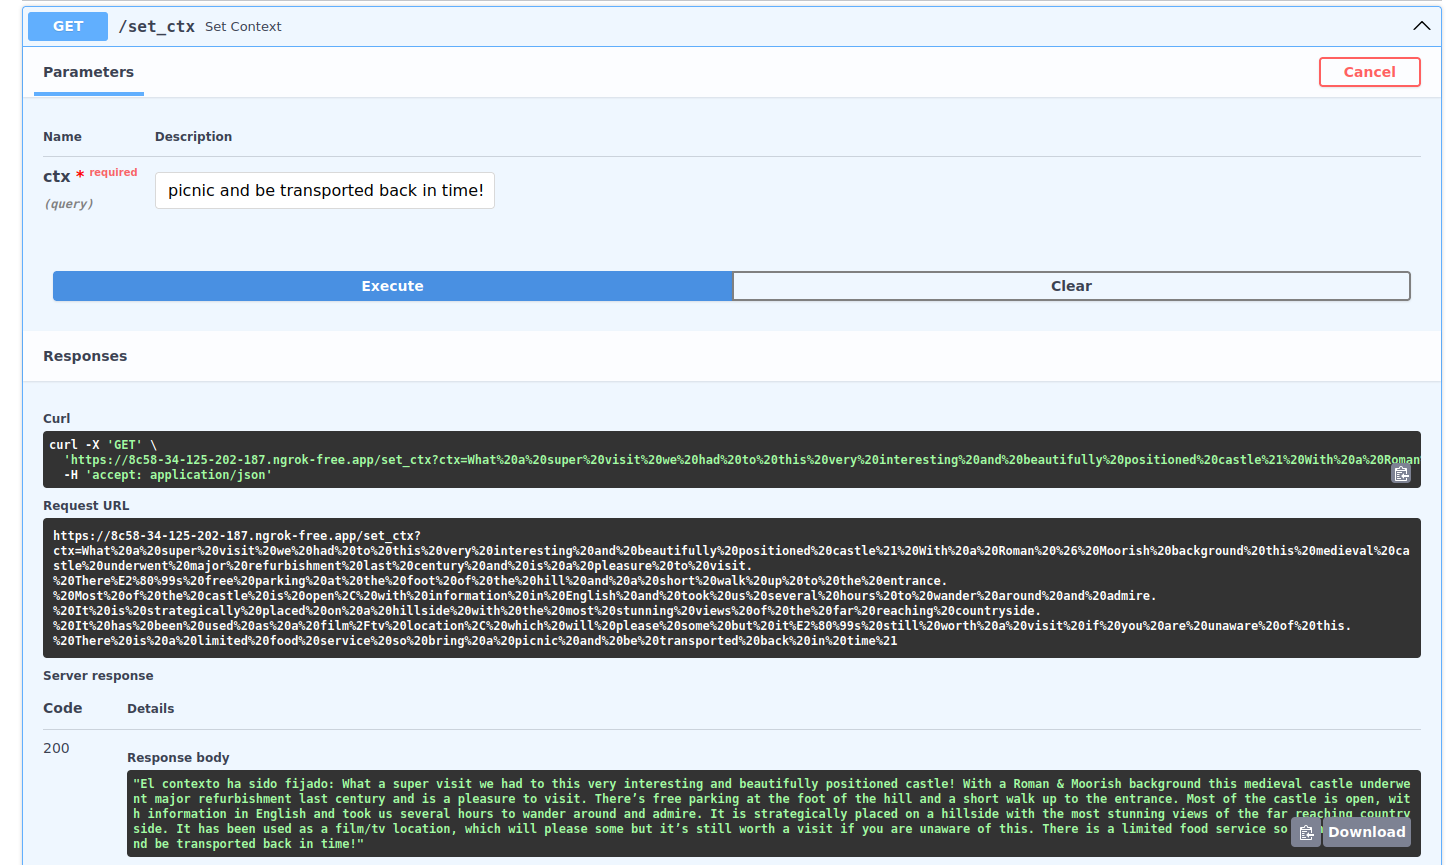 GET /set_ctx Set Context
Parameters
Cancel
Name Description
ctx * required
(query)
picnic and be transported back in time!
Execute Clear
Responses
Curl
curl -X 'GET' \
'https://8c58-34-125-202-187.ngrok-free.app/set_ctx?ctx=What%20a%20super%20visit%20we%20had%20to%20this%20very%20interesting%20and%20beautifully%20positioned%20castle%21%20With%20a%20Roman
-H 'accept: application/json'
Request URL
https://8c58-34-125-202-187.ngrok-free.app/set_ctx?
ctx=What%20a%20super%20visit%20we%20had%20to%20this%20very%20interesting%20and%20beautifully%20positioned%20castle%21%20With%20a%20Roman%20%26%20Moorish%20background%20this%20medieval%20ca
stle%20underwent%20major%20refurbishment%20last%20century%20and%20is%20a%20pleasure%20to%20visit.
%20There%E2%80%99s%20free%20parking%20at%20the%20foot%20of%20the%20hill%20and%20a%20short%20walk%20up%20to%20the%20entrance.
%20Most%20of%20the%20castle%20is%20open%2C%20with%20information%20in%20English%20and%20took%20us%20several%20hours%20to%20wander%20around%20and%20admire.
%20It%20is%20strategically%20placed%20on%20a%20hillside%20with%20the%20most%20stunning%20views%20of%20the%20far%20reaching%20countryside.
%20It%20has%20been%20used%20as%20a%20film%2Ftv%20location%2C%20which%20will%20please%20some%20but%20it%E2%80%99s%20still%20worth%20a%20visit%20if%20you%20are%20unaware%20of%20this.
%20There%20is%20a%20limited%20food%20service%20so%20bring%20a%20picnic%20and%20be%20transported%20back%20in%20time%21
Server response
Code Details
200
Response body
"El contexto ha sido fijado: What a super visit we had to this very interesting and beautifully positioned castle! With a Roman & Moorish background this medieval castle underwe
nt major refurbishment last century and is a pleasure to visit. There’s free parking at the foot of the hill and a short walk up to the entrance. Most of the castle is open, wit
h information in English and took us several hours to wander around and admire. It is strategically placed on a hillside with the most stunning views of the far reaching country
side. It has been used as a film/tv location, which will please some but it’s still worth a visit if you are unaware of this. There is a limited food service so
nd be transported back in time!"
Download